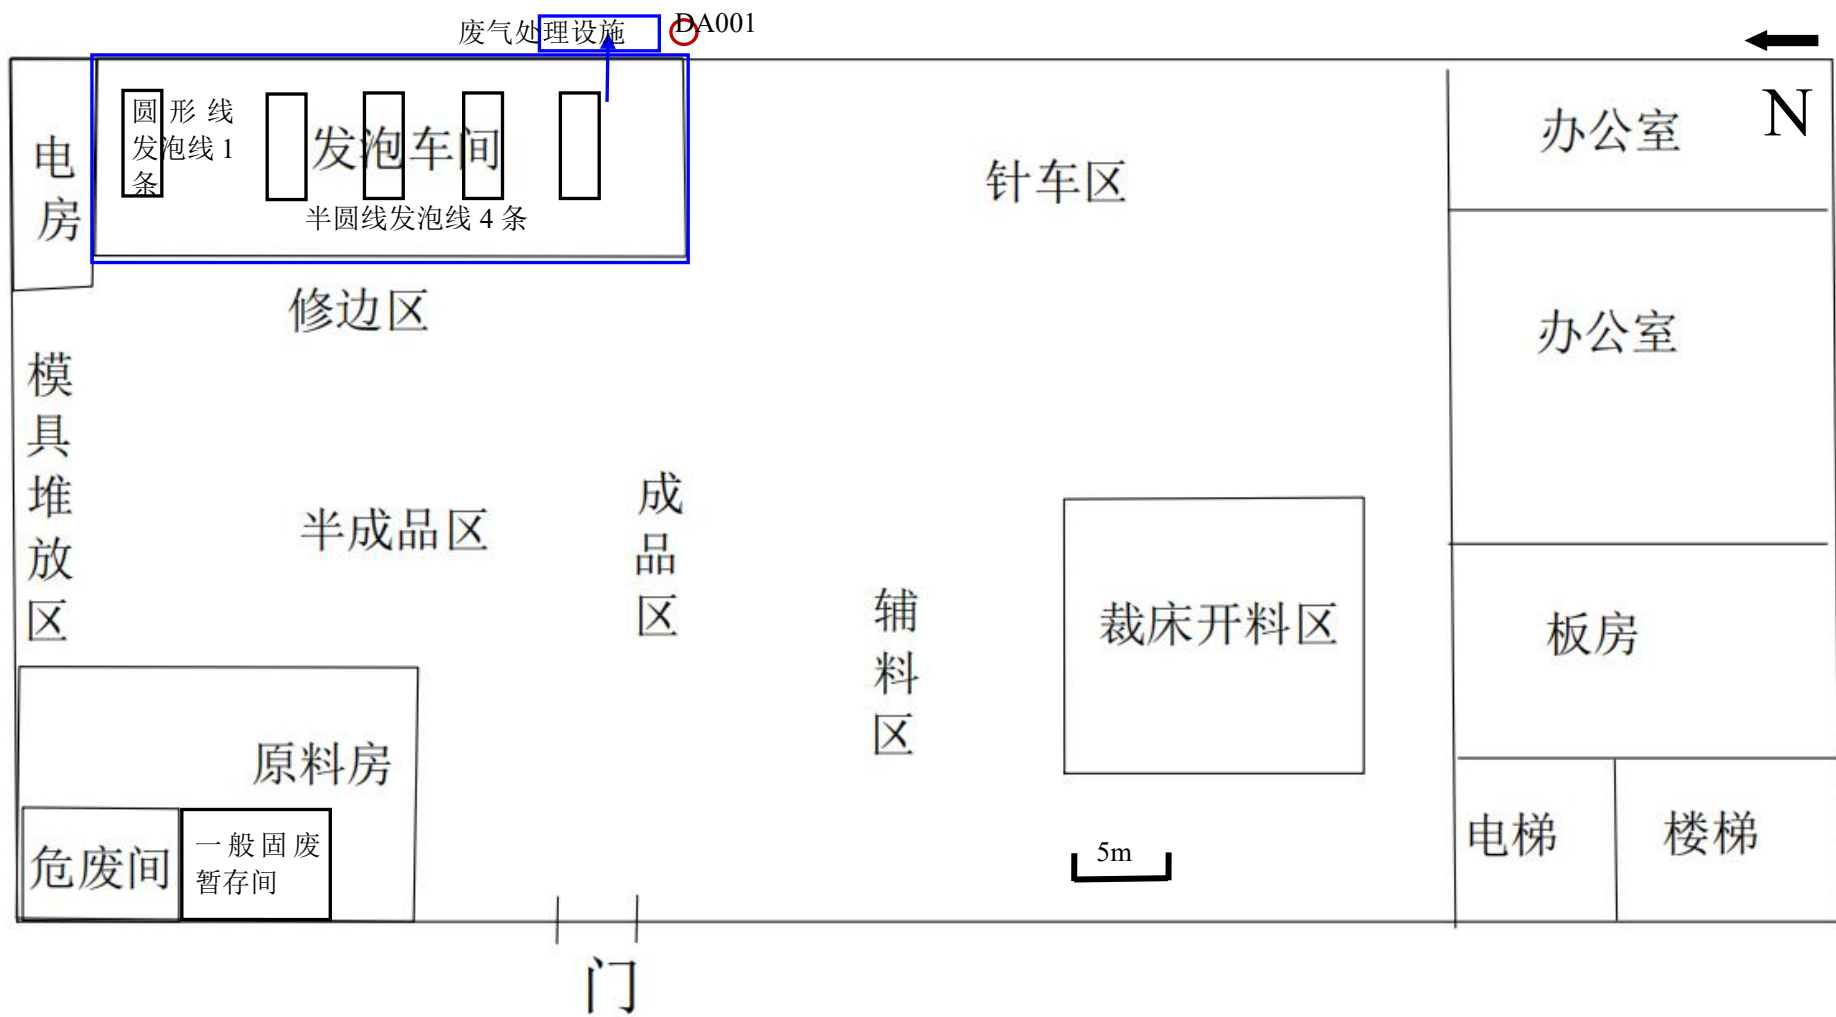 废气处理设施
DA001
N
圆形线
发泡线1
条
发泡车间
半圆线发泡线4条
电房
针车区
办公室
修边区
办公室
模具堆放区
半成品区
成品区
辅料区
裁床开料区
板房
原料房
危废间
一般固废
暂存间
5m
电梯
楼梯
门